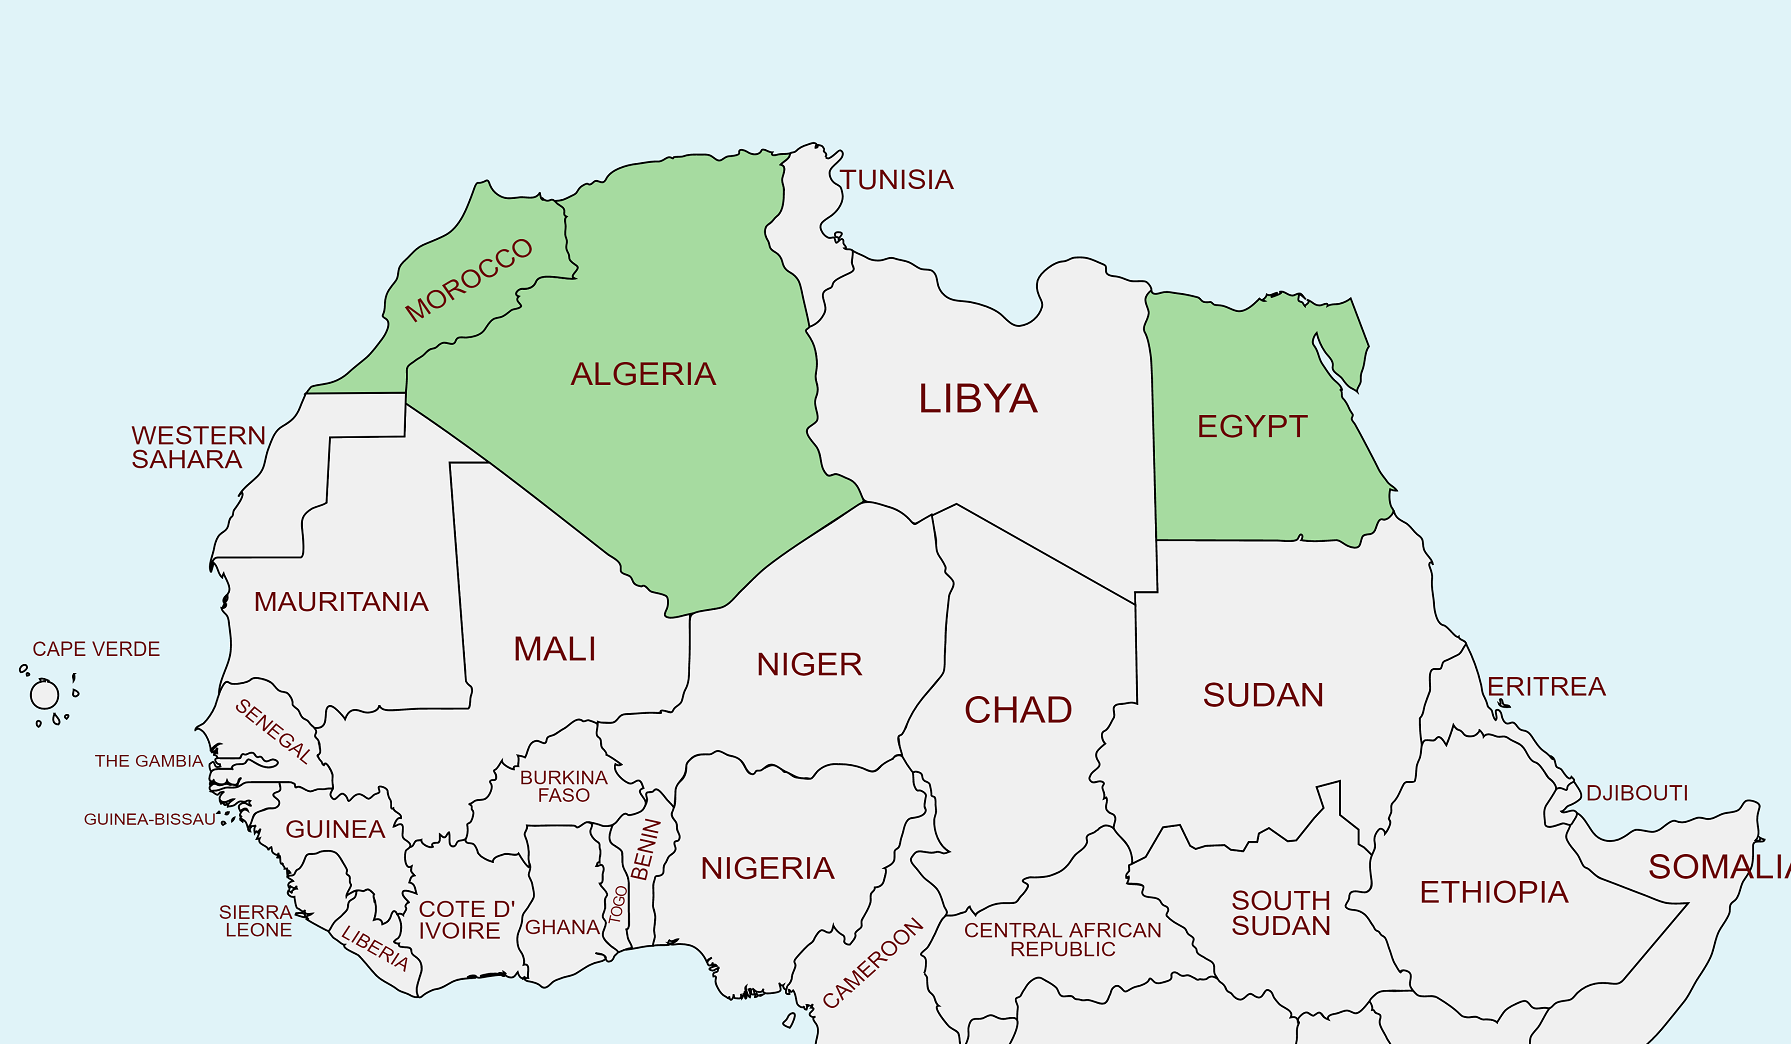 TUNISIA
MOROCCO
ALGERIA
LIBYA
EGYPT
WESTERN
SAHARA
MAURITANIA
MALI
NIGER
CHAD
SUDAN
ERITREA
CAPE VERDE
SENEGAL
THE GAMBIA
GUINEA-BISSAU
GUINEA
BURKINA
FASO
BENIN
TOGO
NIGERIA
DJIBOUTI
SOMALIA
ETHIOPIA
SOUTH
SUDAN
SIERRA
LEONE
LIBERIA
COTE D'
IVOIRE
GHANA
CAMEROON
CENTRAL AFRICAN
REPUBLIC